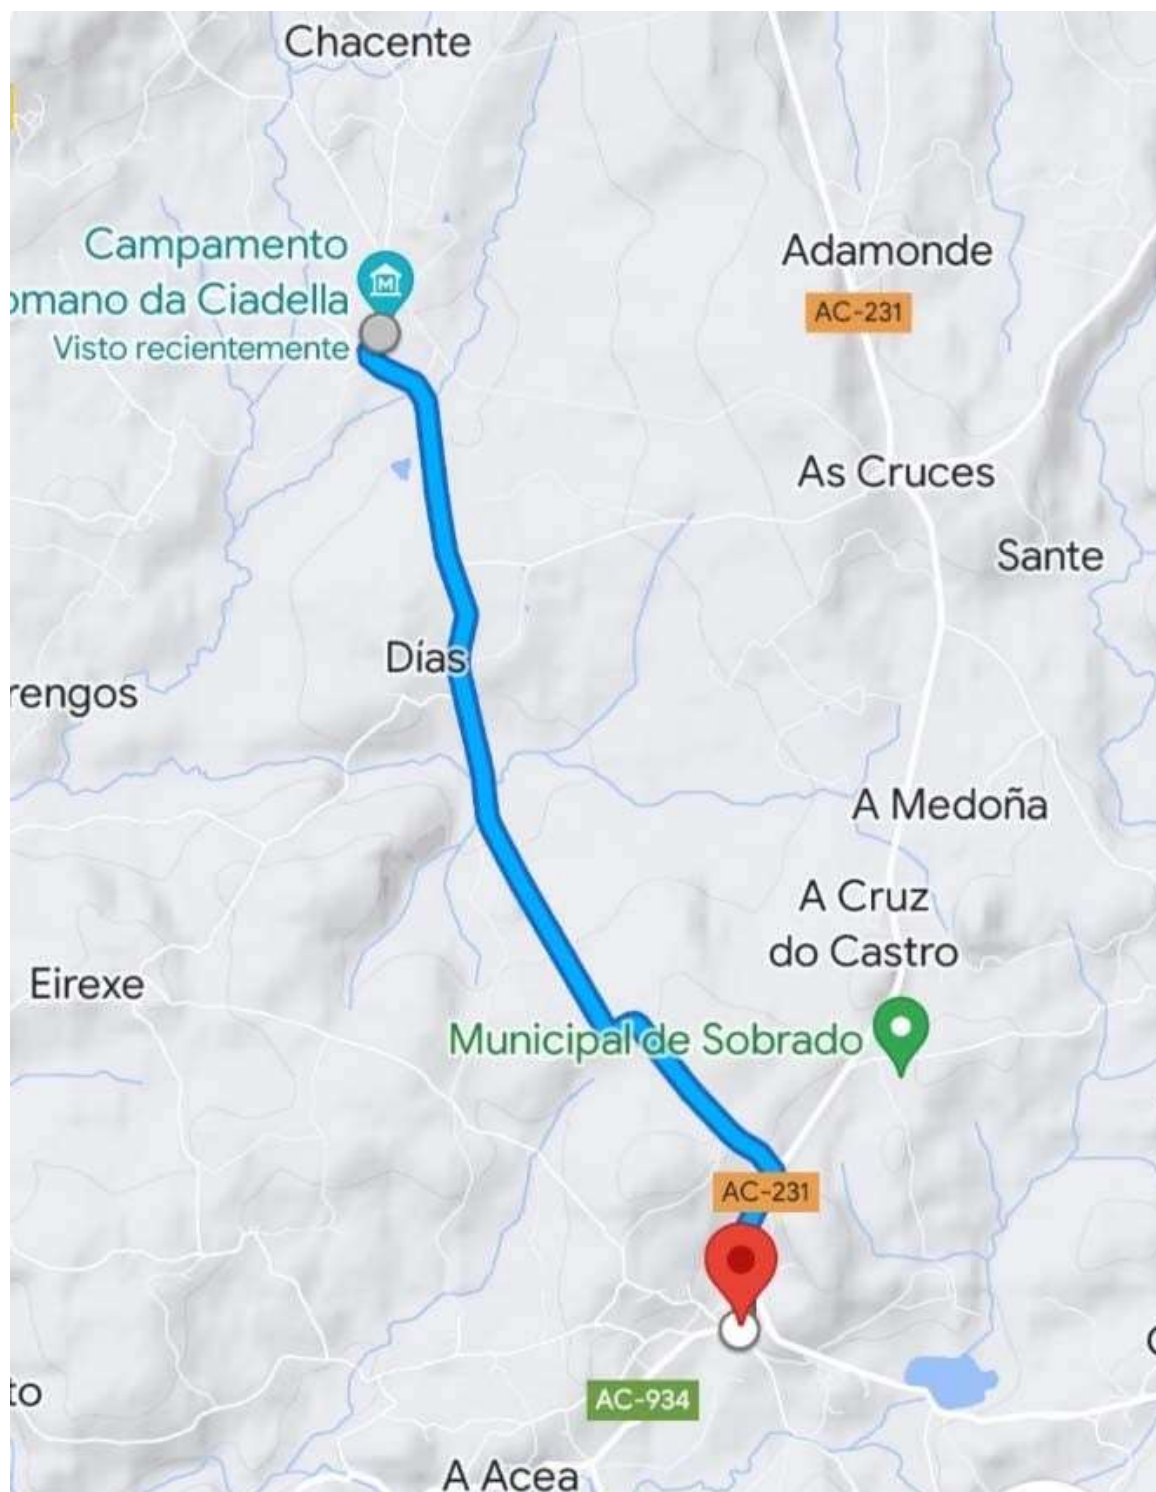 Chacente
Campamento
omano da Ciadella
Visto recientemente
Adamonde
AC-231
As Cruces
Sante
Días
rengos
A Medoña
A Cruz
do Castro
Eirexe
Municipal de Sobrado
AC-231
AC-934
to
A Acea